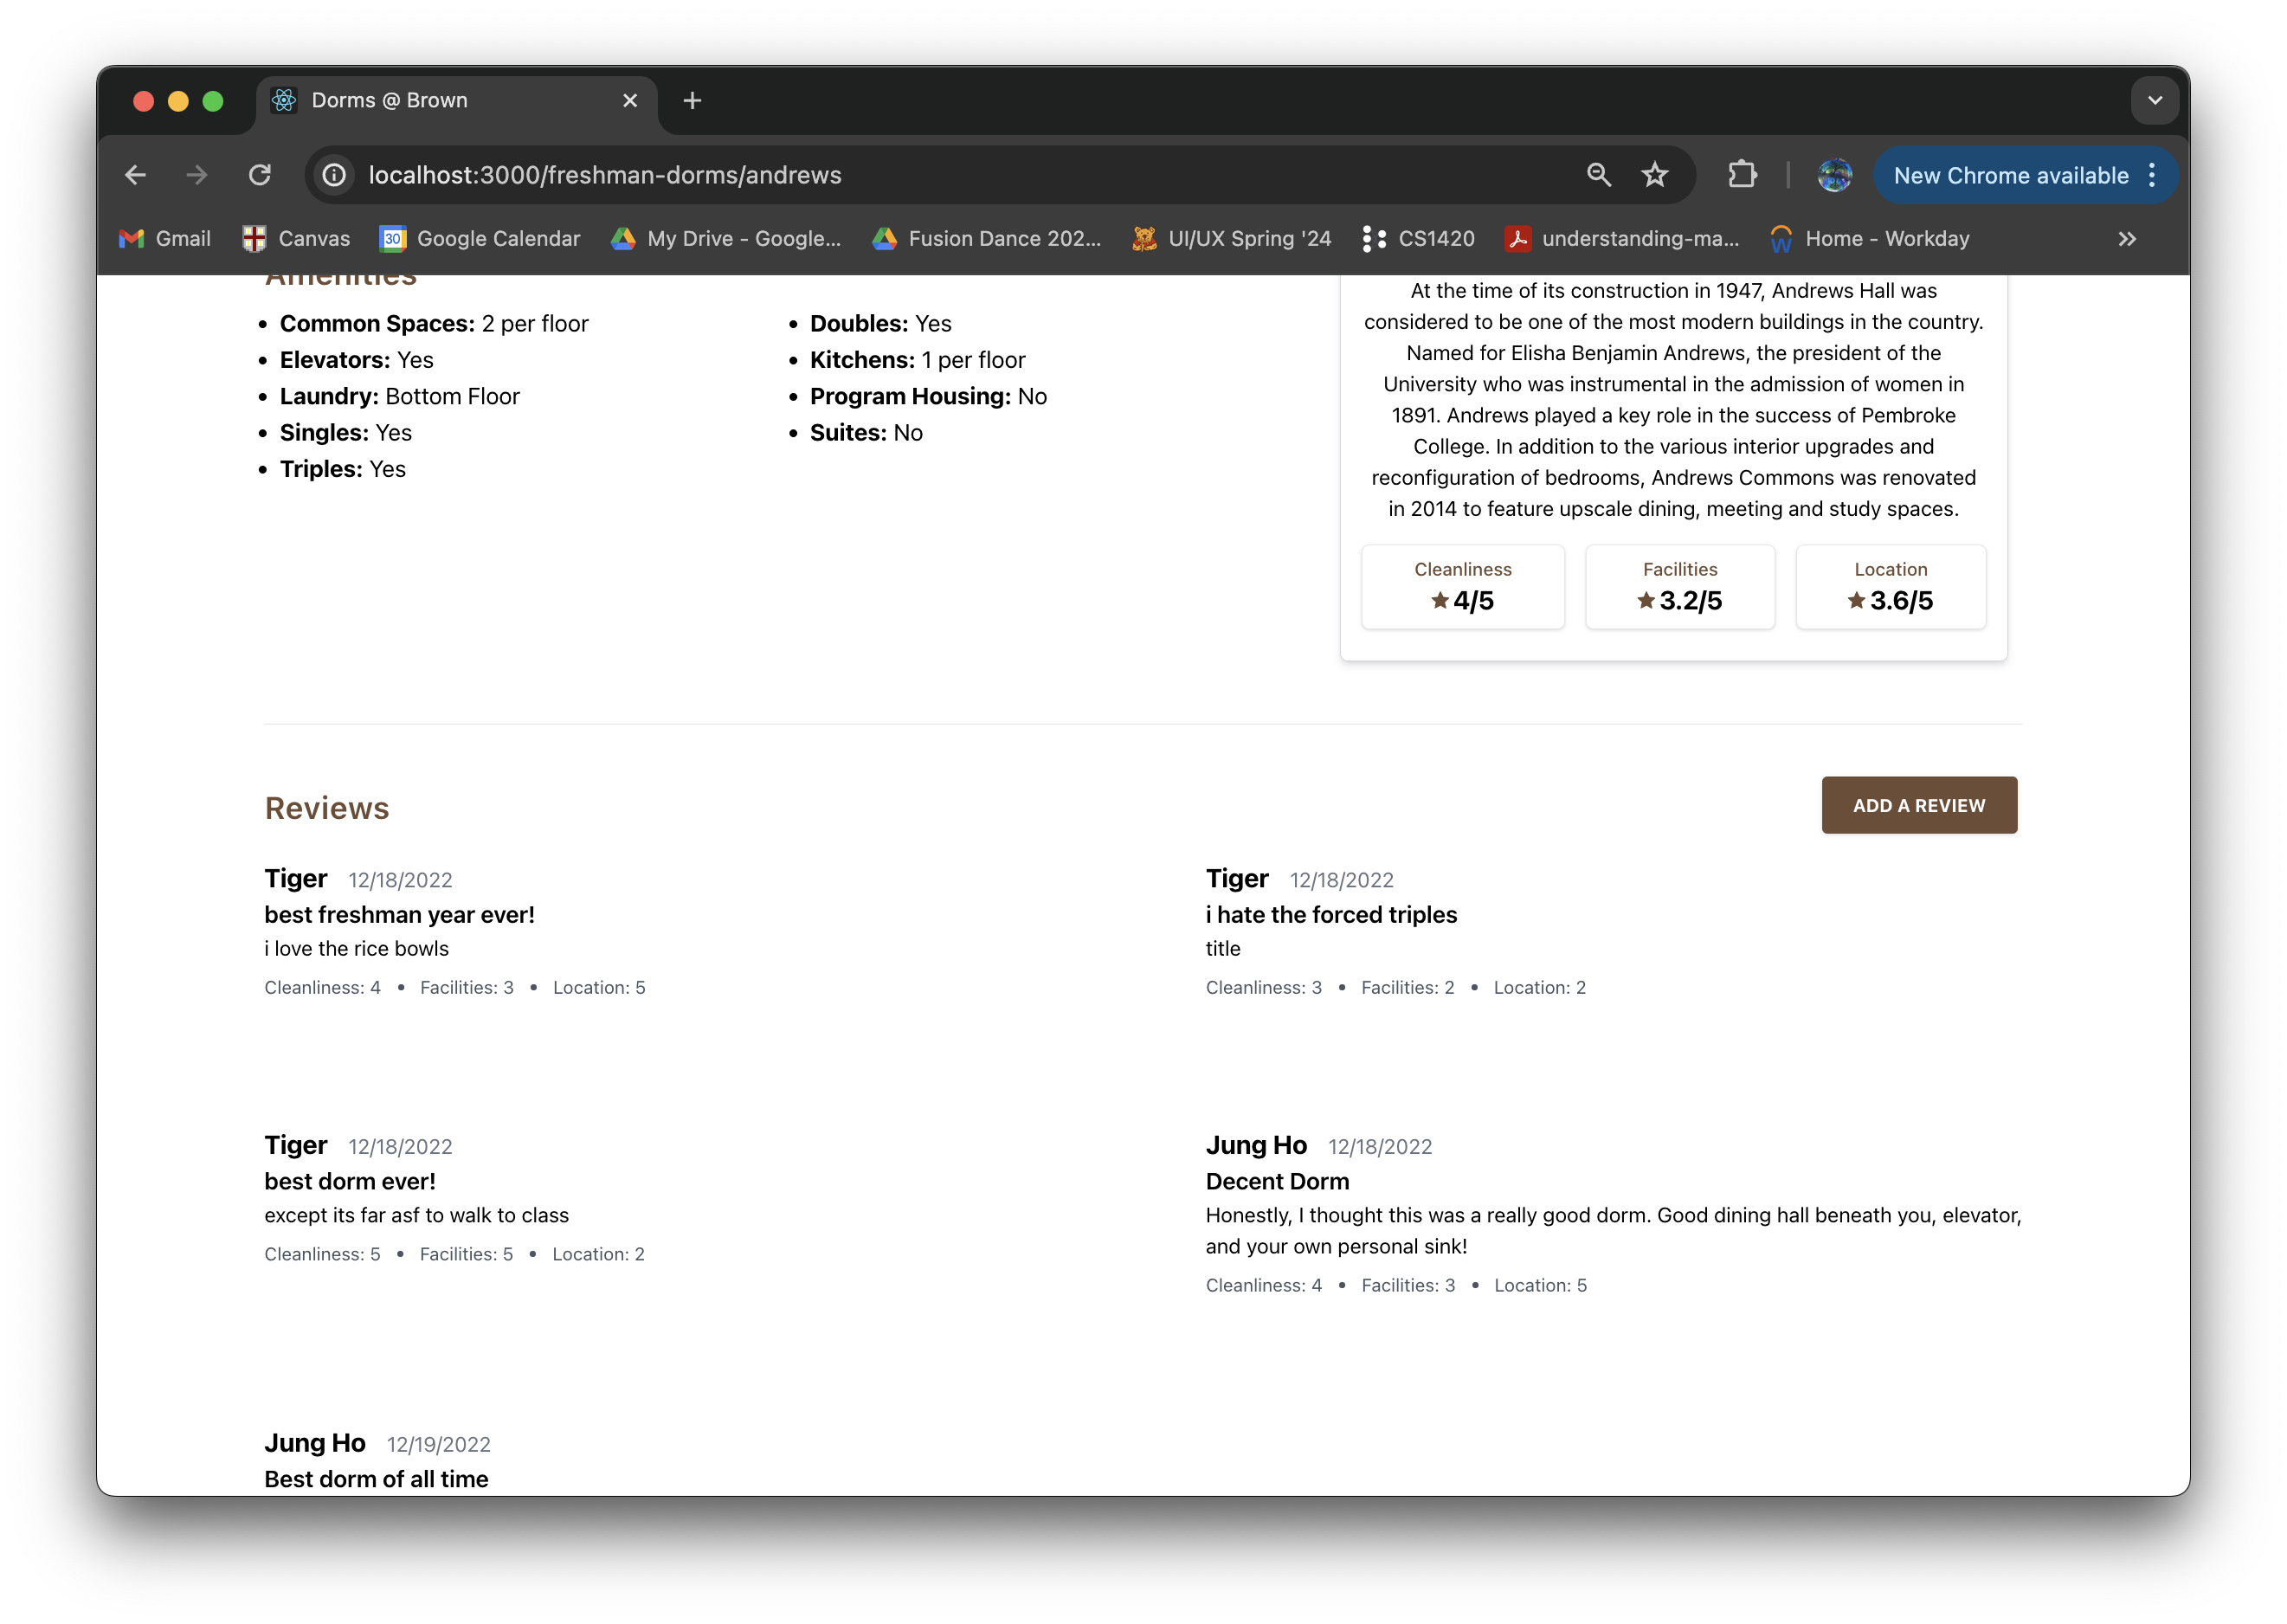 Dorms @ Brown
localhost:3000/freshman-dorms/andrews
New Chrome available
Gmail
Canvas
30
Google Calendar
My Drive - Google...
Fusion Dance 202...
UI/UX Spring '24
CS1420
understanding-ma...
Home - Workday
Amenities
Common Spaces: 2 per floor
Elevators: Yes
Laundry: Bottom Floor
Singles: Yes
Triples: Yes
Doubles: Yes
Kitchens: 1 per floor
Program Housing: No
Suites: No
At the time of its construction in 1947, Andrews Hall was
considered to be one of the most modern buildings in the country.
Named for Elisha Benjamin Andrews, the president of the
University who was instrumental in the admission of women in
1891. Andrews played a key role in the success of Pembroke
College. In addition to the various interior upgrades and
reconfiguration of bedrooms, Andrews Commons was renovated
in 2014 to feature upscale dining, meeting and study spaces.
Cleanliness
4/5
Facilities
3.2/5
Location
3.6/5
Reviews
ADD A REVIEW
Tiger 12/18/2022
best freshman year ever!
i love the rice bowls
Cleanliness: 4 • Facilities: 3 • Location: 5
Tiger 12/18/2022
i hate the forced triples
title
Cleanliness: 3 • Facilities: 2 • Location: 2
Tiger 12/18/2022
best dorm ever!
except its far asf to walk to class
Cleanliness: 5 • Facilities: 5 • Location: 2
Jung Ho 12/18/2022
Decent Dorm
Honestly, I thought this was a really good dorm. Good dining hall beneath you, elevator,
and your own personal sink!
Cleanliness: 4 • Facilities: 3 • Location: 5
Jung Ho 12/19/2022
Best dorm of all time